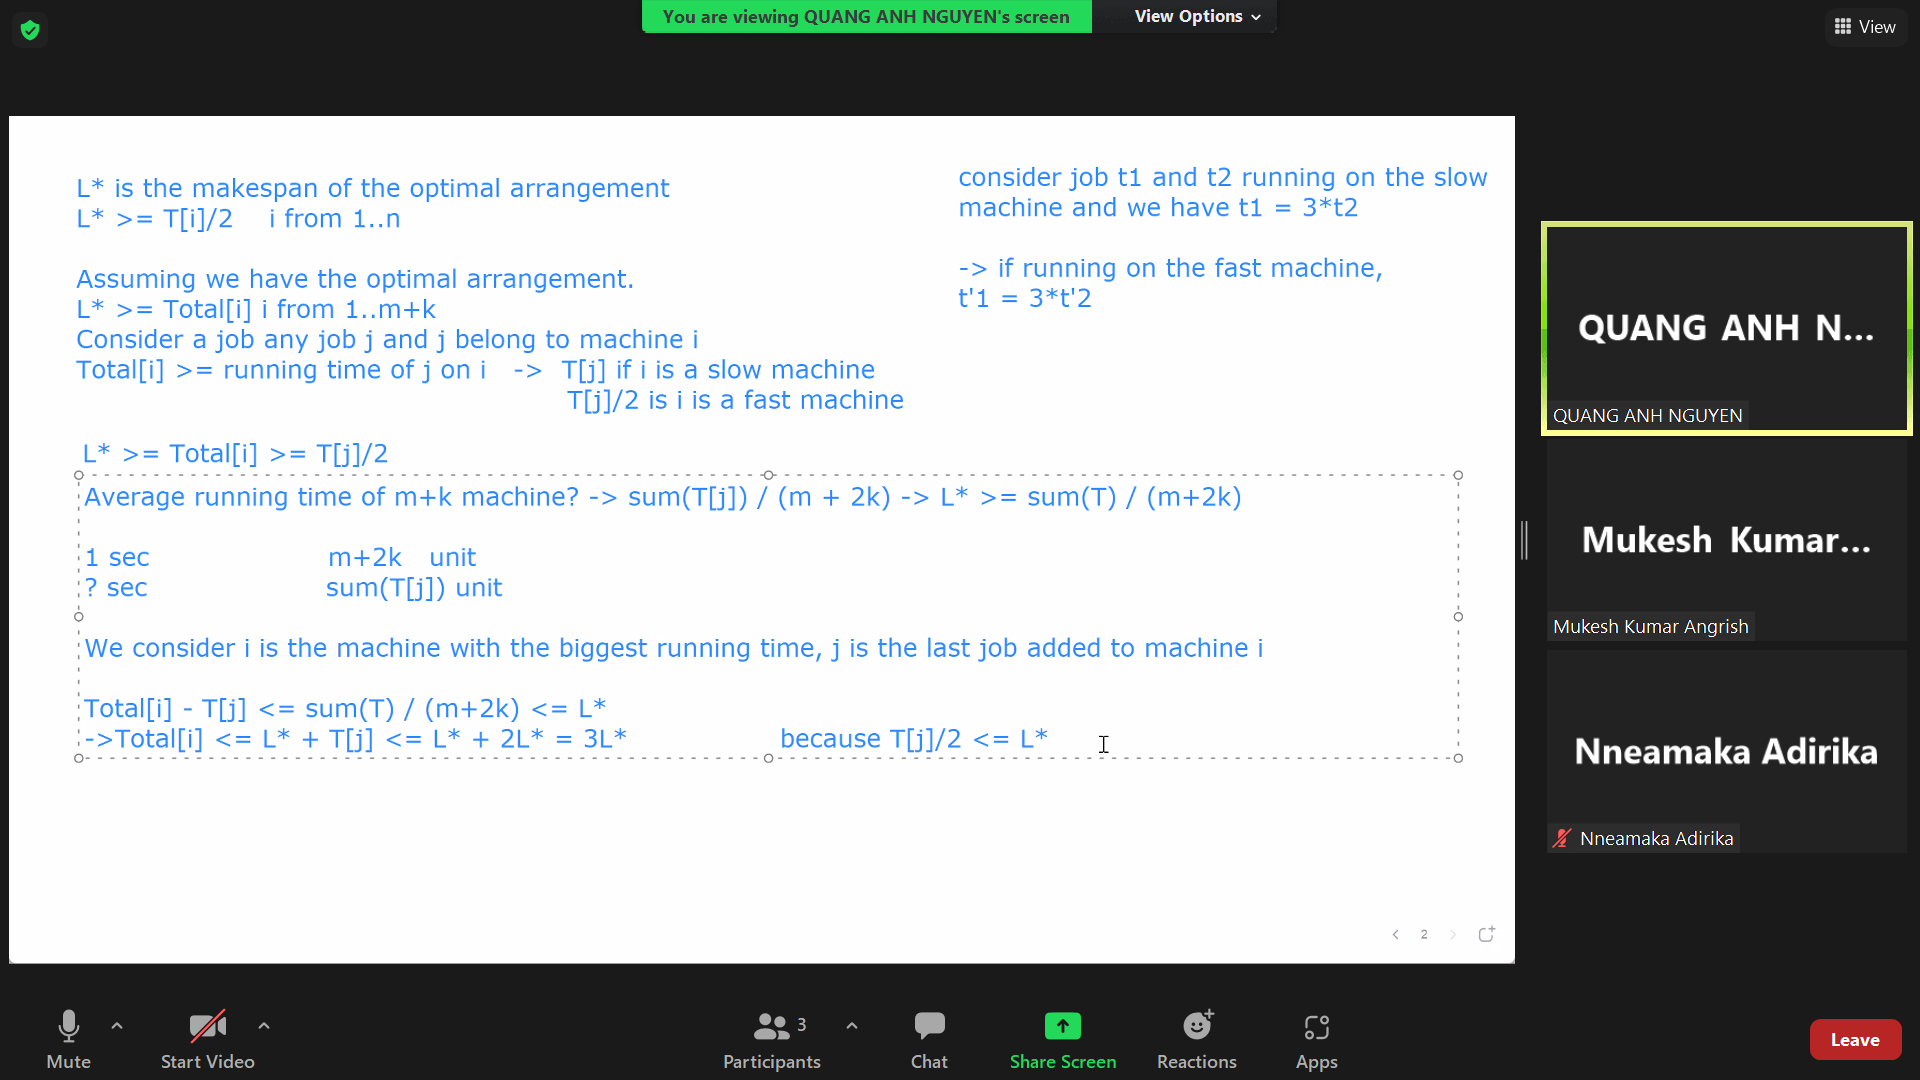 You are viewing QUANG ANH NGUYEN's screen
View Options
View
L* is the makespan of the optimal arrangement
L* >= T[i]/2 i from 1..n
Assuming we have the optimal arrangement.
L* >= Total[i] i from 1..m+k
Consider a job any job j and j belong to machine i
Total[i] >= running time of j on i -> T[j] if i is a slow machine
T[j]/2 is i is a fast machine
L* >= Total[i] >= T[j]/2
consider job t1 and t2 running on the slow
machine and we have t1 = 3*t2
-> if running on the fast machine,
t'1 = 3*t'2
Average running time of m+k machine? -> sum(T[j]) / (m + 2k) -> L* >= sum(T) / (m+2k)
1 sec m+2k unit
? sec sum(T[j]) unit
We consider i is the machine with the biggest running time, j is the last job added to machine i
Total[i] - T[j] <= sum(T) / (m+2k) <= L*
->Total[i] <= L* + T[j] <= L* + 2L* = 3L* because T[j]/2 <= L*
2
QUANG ANH N...
QUANG ANH NGUYEN
Mukesh Kumar...
Mukesh Kumar Angrish
Nneamaka Adirika
Nneamaka Adirika
Mute
Start Video
3
Participants
Chat
Share Screen
Reactions
Apps
Leave